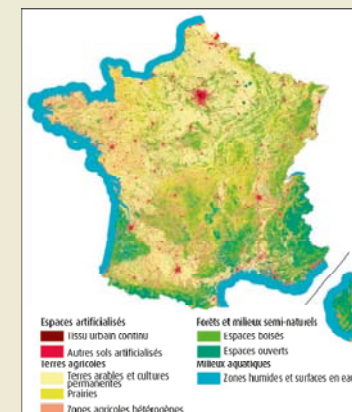 Espaces artificialisés
Tissu urbain continu
Autres sols artificialisés
Terres agricoles
Terres arables et cultures
permanentes
Prairies
Zones agricoles hétérogènes
Forêts et milieux semi-naturels
Espaces boisés
Espaces ouverts
Milieux aquatiques
Zones humides et surfaces en eau